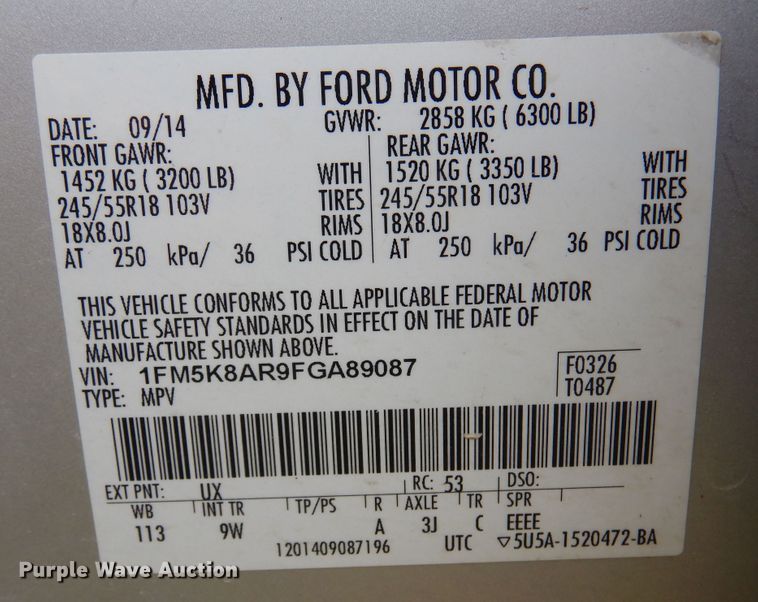 MFD. BY FORD MOTOR CO.
DATE: 09/14 GVWR: 2858 KG ( 6300 LB)
FRONT GAWR: REAR GAWR:
1452 KG ( 3200 LB) WITH 1520 KG ( 3350 LB) WITH
245/55R18 103V TIRES 245/55R18 103V TIRES
18X8.0J RIMS 18X8.0J RIMS
AT 250 kPa/ 36 PSI COLD AT 250 kPa/ 36 PSI COLD
THIS VEHICLE CONFORMS TO ALL APPLICABLE FEDERAL MOTOR
VEHICLE SAFETY STANDARDS IN EFFECT ON THE DATE OF
MANUFACTURE SHOWN ABOVE.
VIN: 1FM5K8AR9FGA89087 F0326
TYPE: MPV T0487
EXT PNT: UX RC: 53 DSO:
WB INT TR TP/PS R AXLE TR SPR
113 9W A 3J C EEEE
1201409087196 UTC ▽5U5A-1520472-BA
Purple Wave Auction